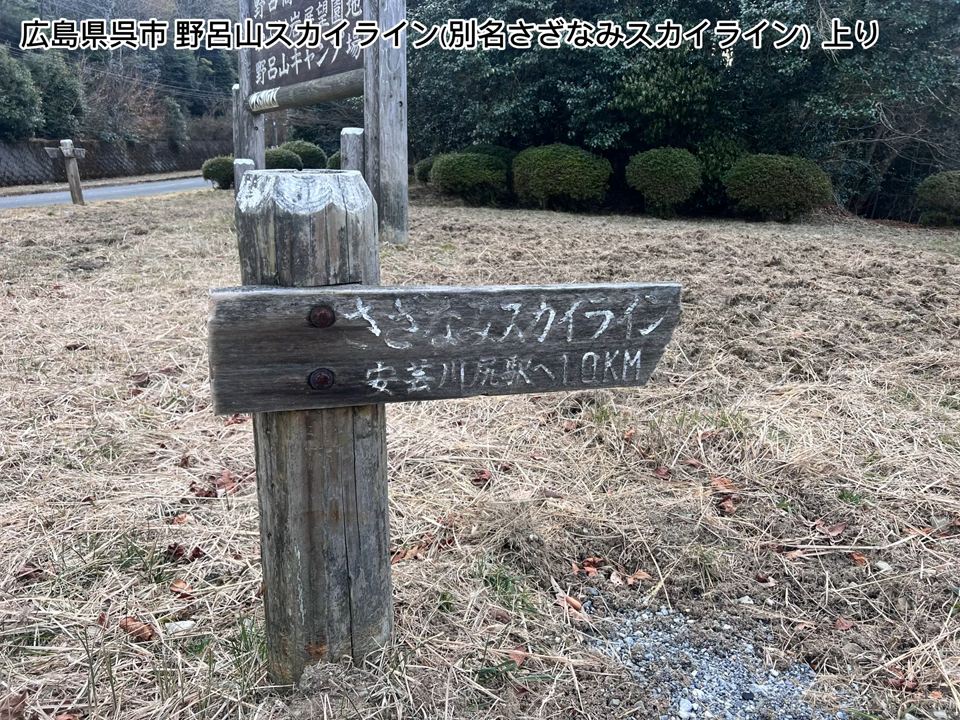 広島県呉市 野呂山スカイライン(別名さざなみスカイライン) 上り
野呂山キャンプ場
さざなみスカイライン
安芸川尻駅へ10KM